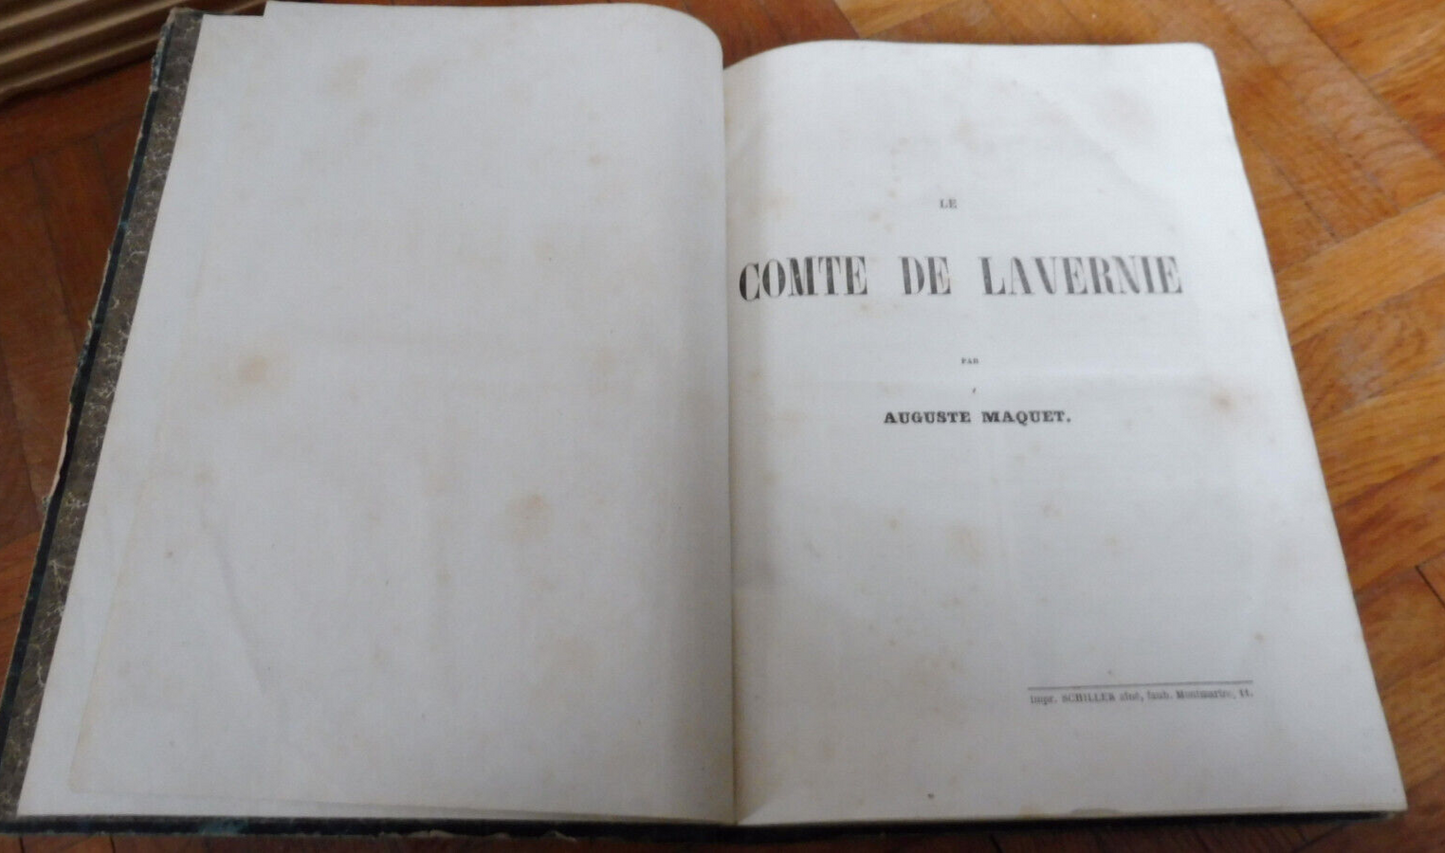 LE
COMTE DE LAVERNIE
PAR
AUGUSTE MAQUET.
Impr. SCHILLER aîné, faub. Montmartre, 11.